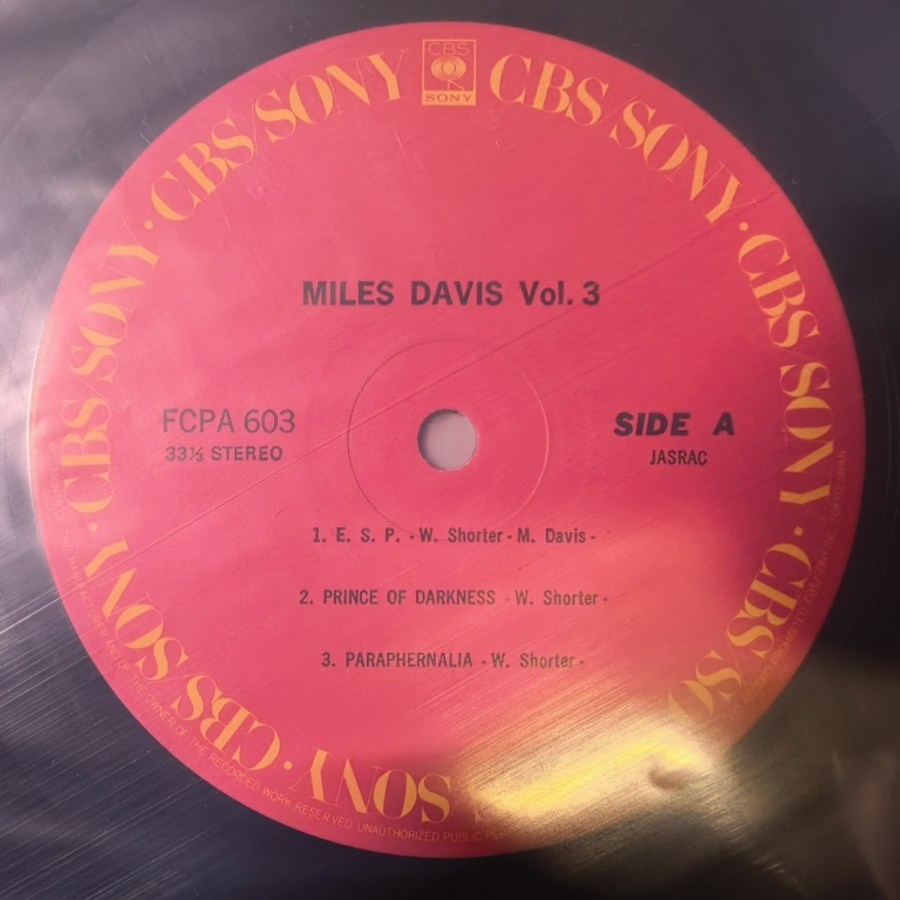 CBS
SONY
CBS/SONY · CBS/SONY · CBS/SONY · CBS/SONY · CBS/SONY · CBS/SONY
MILES DAVIS Vol. 3
FCPA 603
33⅓ STEREO
SIDE A
JASRAC
1. E. S. P. - W. Shorter - M. Davis -
2. PRINCE OF DARKNESS - W. Shorter -
3. PARAPHERNALIA - W. Shorter -
OF THE OWNER OF THE RECORDED WORK RESERVED. UNAUTHORIZED PUBLIC